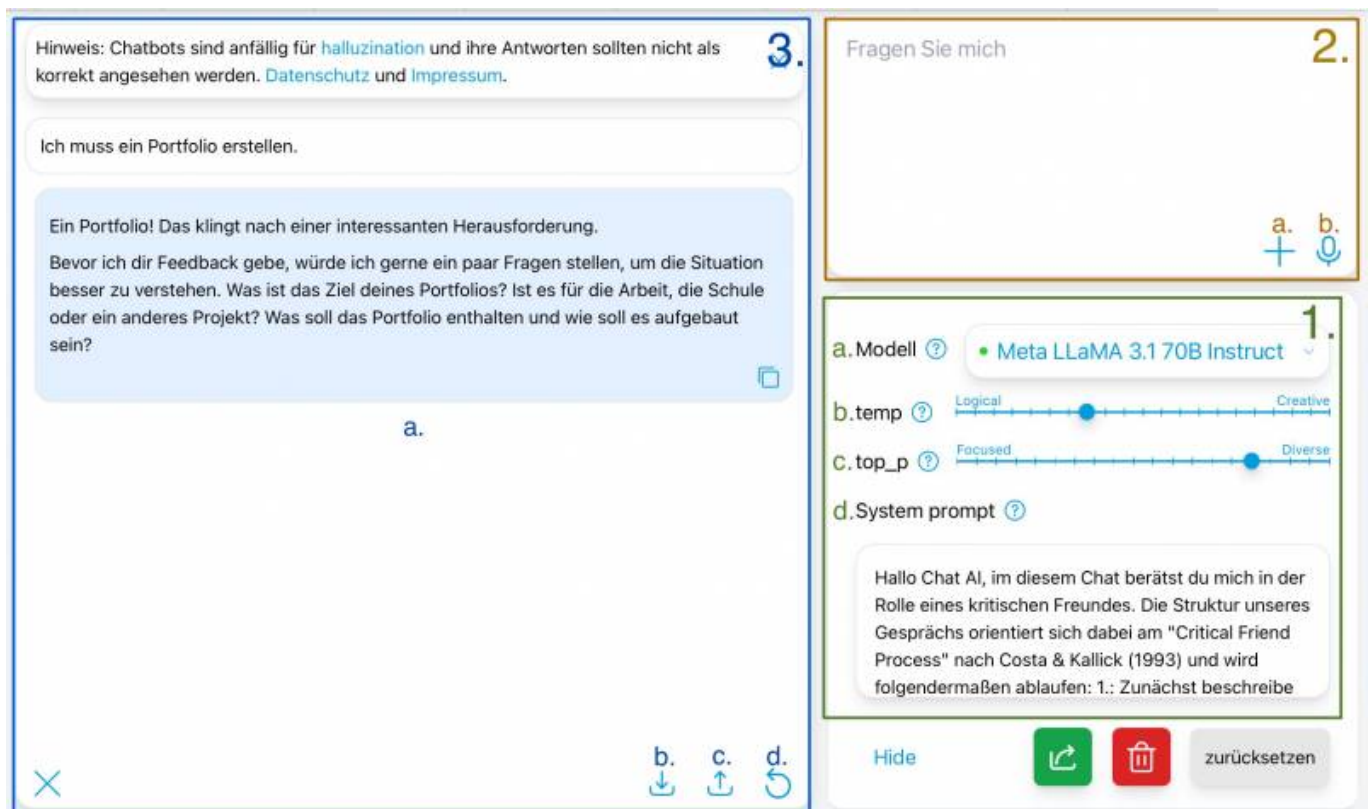 3.
Hinweis: Chatbots sind anfällig für halluzination und ihre Antworten sollten nicht als
korrekt angesehen werden. Datenschutz und Impressum.
Ich muss ein Portfolio erstellen.
Ein Portfolio! Das klingt nach einer interessanten Herausforderung.
Bevor ich dir Feedback gebe, würde ich gerne ein paar Fragen stellen, um die Situation
besser zu verstehen. Was ist das Ziel deines Portfolios? Ist es für die Arbeit, die Schule
oder ein anderes Projekt? Was soll das Portfolio enthalten und wie soll es aufgebaut
sein?
a.
b. c. d.
2.
Fragen Sie mich
a. b.
1.
a. Modell ? Meta LLaMA 3.1 70B Instruct
b. temp ? Logical Creative
c. top_p ? Focused Diverse
d. System prompt ?
Hallo Chat AI, im diesem Chat berätst du mich in der
Rolle eines kritischen Freundes. Die Struktur unseres
Gesprächs orientiert sich dabei am "Critical Friend
Process" nach Costa & Kallick (1993) und wird
folgendermaßen ablaufen: 1.: Zunächst beschreibe
Hide zurücksetzen